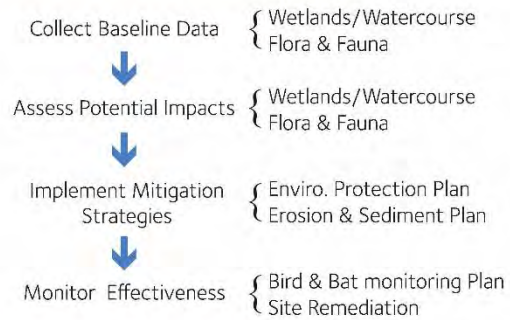 Collect Baseline Data
Wetlands/Watercourse
Flora & Fauna
Assess Potential Impacts
Wetlands/Watercourse
Flora & Fauna
Implement Mitigation
Strategies
Enviro. Protection Plan
Erosion & Sediment Plan
Monitor Effectiveness
Bird & Bat monitoring Plan
Site Remediation